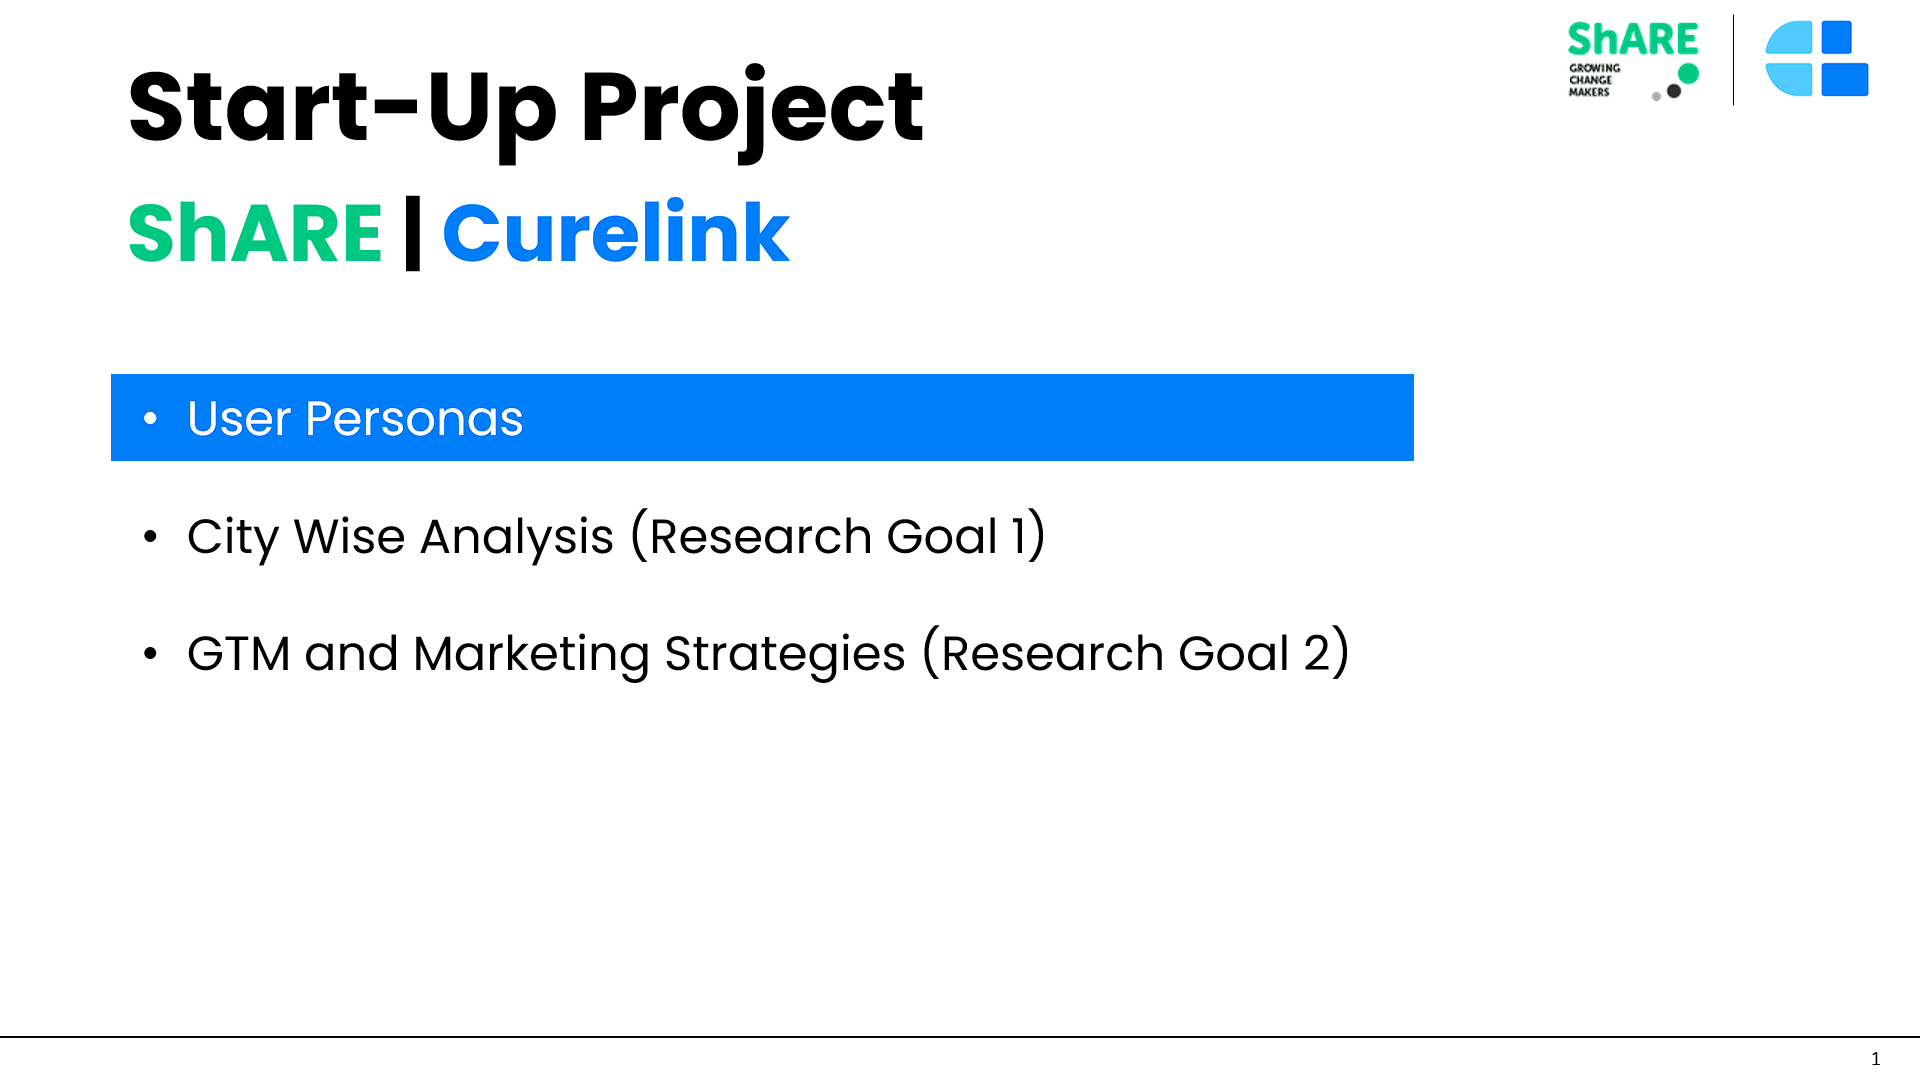 ShARE
GROWING
CHANGE
MAKERS
Start-Up Project
ShARE | Curelink
• User Personas
• City Wise Analysis (Research Goal 1)
• GTM and Marketing Strategies (Research Goal 2)
1